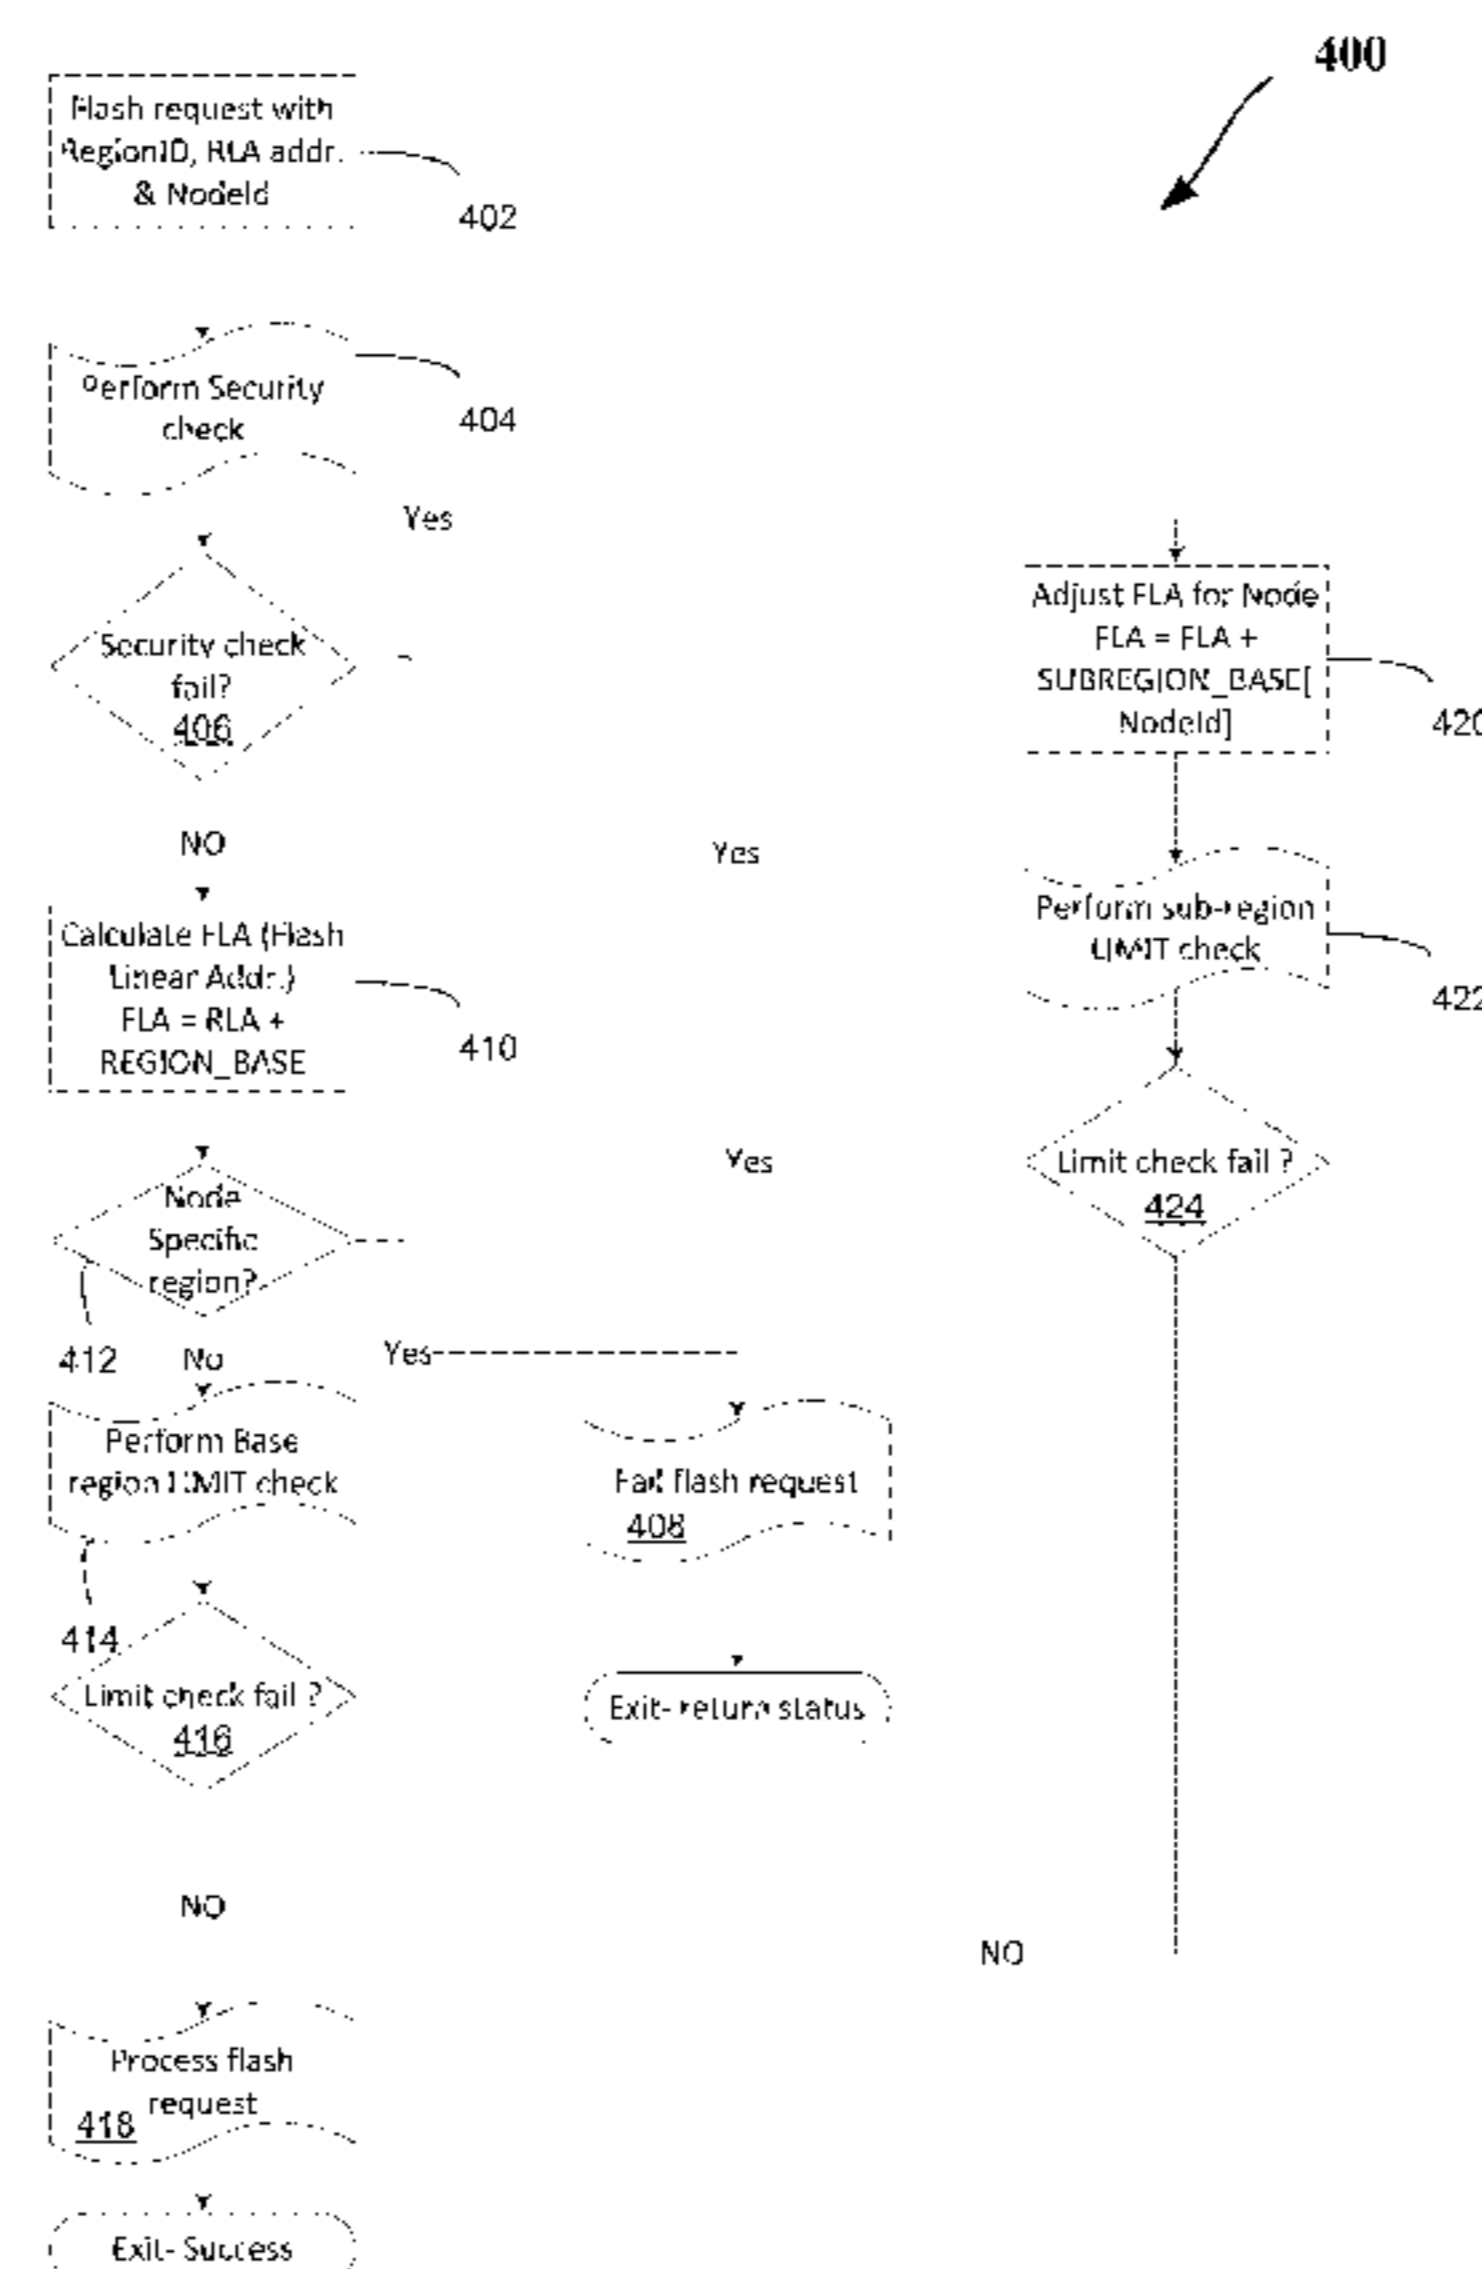 400
Flash request with
RegionID, RLA addr.
& NodeId
402
Perform Security
check
404
Yes
Security check
fail?
406
NO
Calculate FLA (Flash
Linear Addr.)
FLA = RLA +
REGION_BASE
410
Node
Specific
region?
412
No
Yes
Perform Base
region LIMIT check
414
Limit check fail ?
416
NO
Process flash
request
418
Exit- Success
Yes
Yes
Fail flash request
408
Exit- return status
Adjust FLA for Node
FLA = FLA +
SUBREGION_BASE[
NodeId]
420
Perform sub-region
LIMIT check
422
Limit check fail ?
424
NO